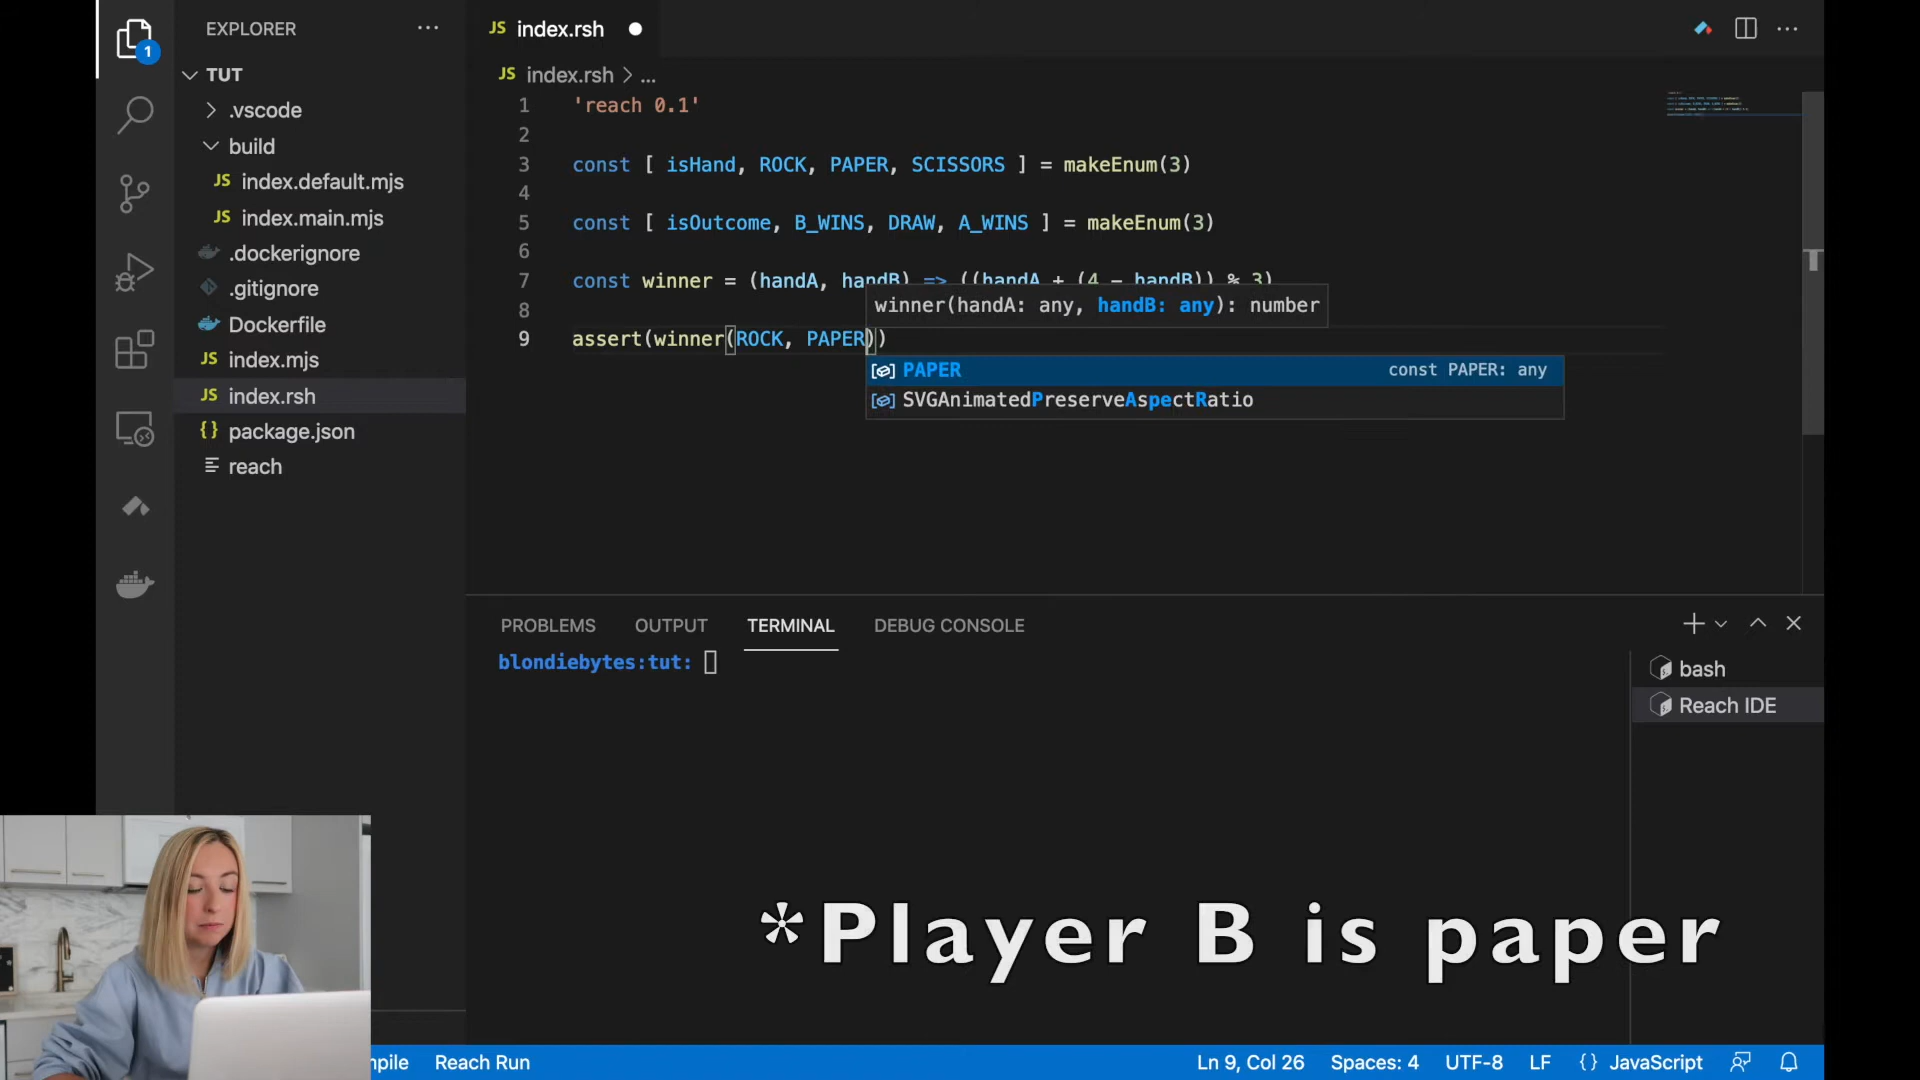 EXPLORER
JS index.rsh
1
TUT
JS index.rsh > ...
.vscode
build
JS index.default.mjs
JS index.main.mjs
.dockerignore
.gitignore
Dockerfile
JS index.mjs
JS index.rsh
{} package.json
reach
1 'reach 0.1'
2
3 const [ isHand, ROCK, PAPER, SCISSORS ] = makeEnum(3)
4
5 const [ isOutcome, B_WINS, DRAW, A_WINS ] = makeEnum(3)
6
7 const winner = (handA, handB) => ((handA + (4 - handB)) % 3)
8
winner(handA: any, handB: any): number
9 assert(winner(ROCK, PAPER))
PAPER const PAPER: any
SVGAnimatedPreserveAspectRatio
PROBLEMS OUTPUT TERMINAL DEBUG CONSOLE
blondiebytes:tut:
bash
Reach IDE
*Player B is paper
mpile Reach Run Ln 9, Col 26 Spaces: 4 UTF-8 LF {} JavaScript